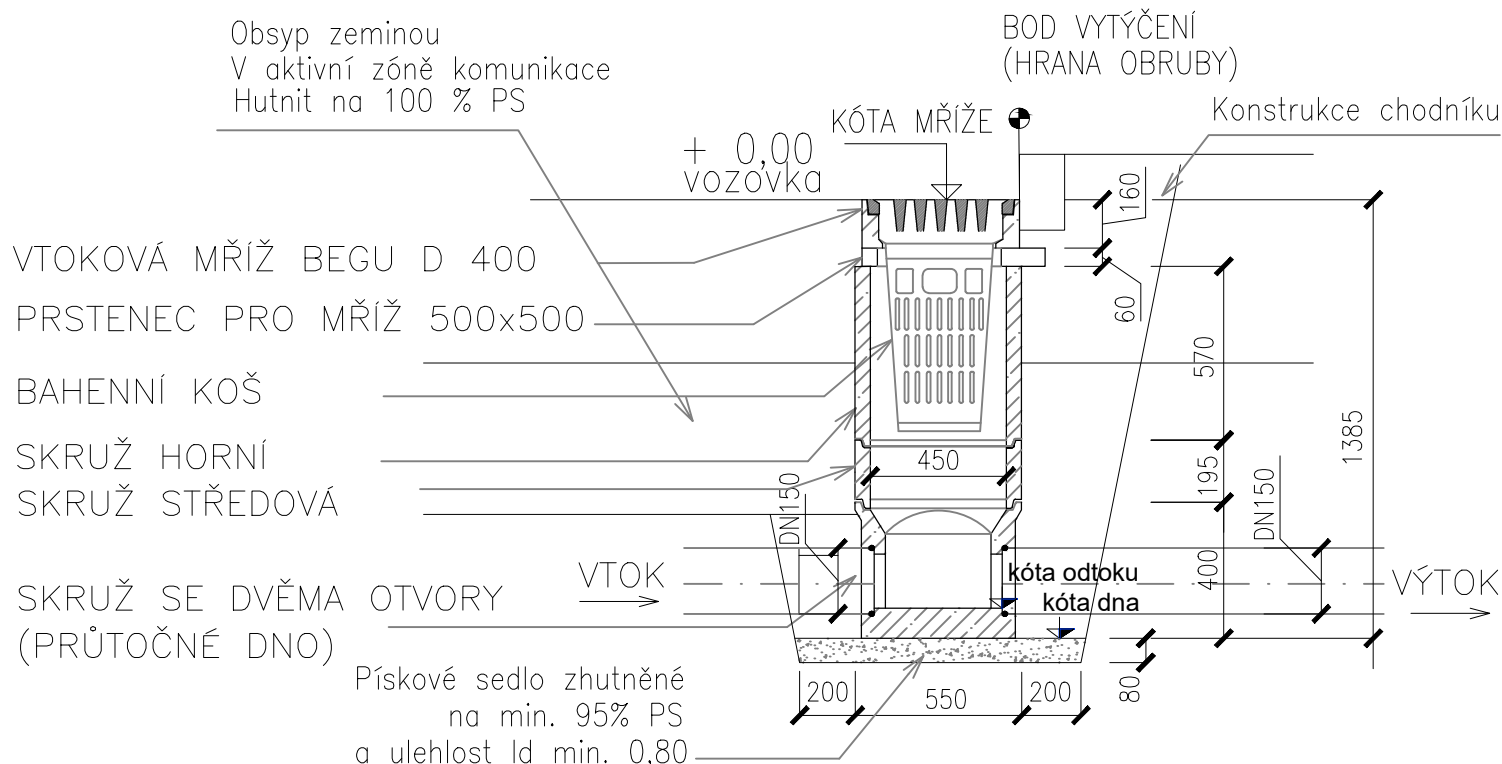 Obsyp zeminou
V aktivní zóně komunikace
Hutnit na 100 % PS
BOD VYTÝČENÍ
(HRANA OBRUBY)
KÓTA MŘÍŽE
Konstrukce chodníku
+ 0,00
vozovka
160
60
VTOKOVÁ MŘÍŽ BEGU D 400
PRSTENEC PRO MŘÍŽ 500x500
BAHENNÍ KOŠ
SKRUŽ HORNÍ
SKRUŽ STŘEDOVÁ
SKRUŽ SE DVĚMA OTVORY
(PRŮTOČNÉ DNO)
450
570
195
400
1385
DN150
DN150
VTOK
VÝTOK
kóta odtoku
kóta dna
Pískové sedlo zhutněné
na min. 95% PS
a ulehlost Id min. 0,80
200
550
200
80